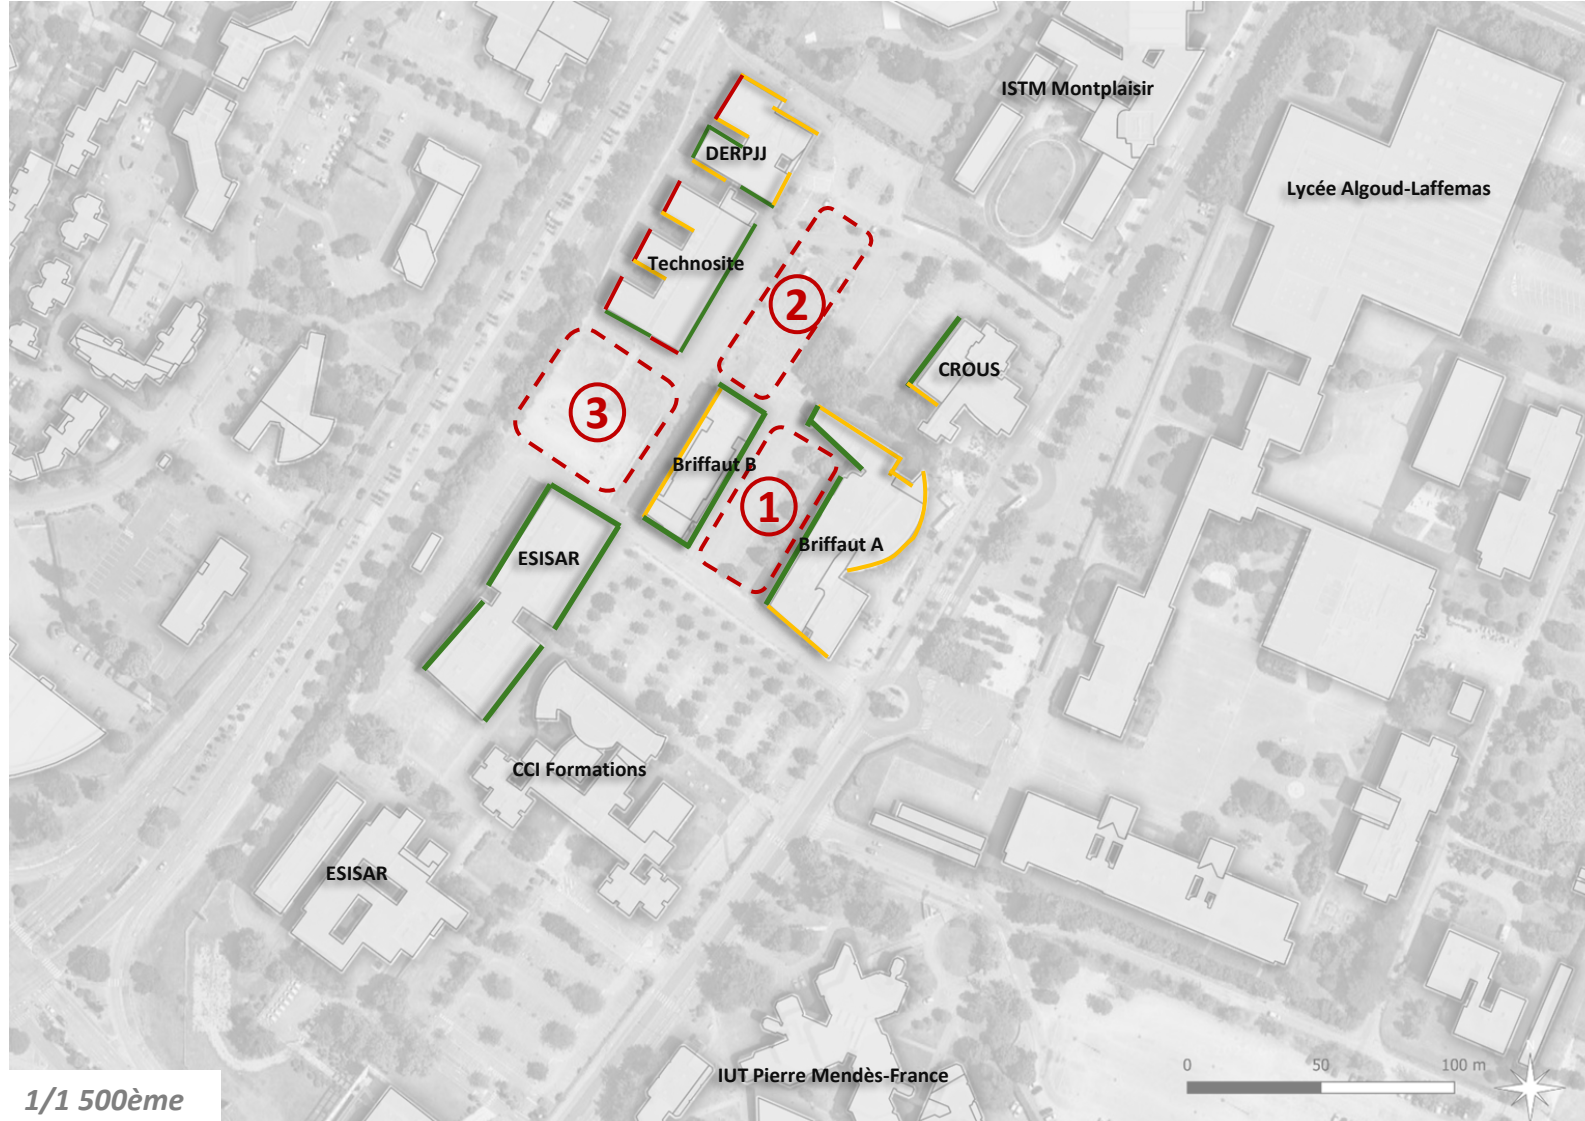 ISTM Montplaisir
DERPJJ
Lycée Algoud-Laffemas
Technosite
2
CROUS
3
Briffaut B
1
Briffaut A
ESISAR
CCI Formations
ESISAR
IUT Pierre Mendès-France
0 50 100 m
1/1 500ème